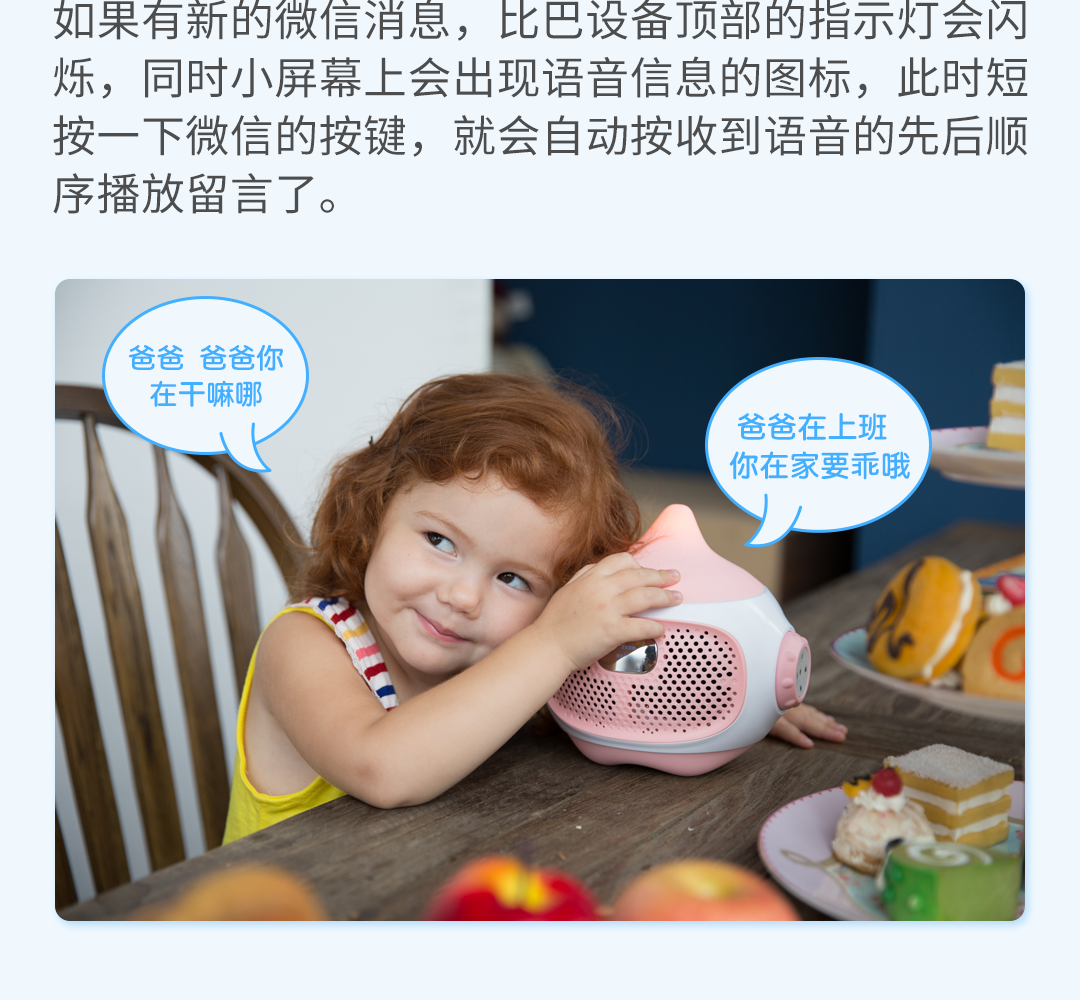 如果有新的微信消息，比巴设备顶部的指示灯会闪
烁，同时小屏幕上会出现语音信息的图标，此时短
按一下微信的按键，就会自动按收到语音的先后顺
序播放留言了。
爸爸 爸爸你
在干嘛哪
爸爸在上班
你在家要乖哦